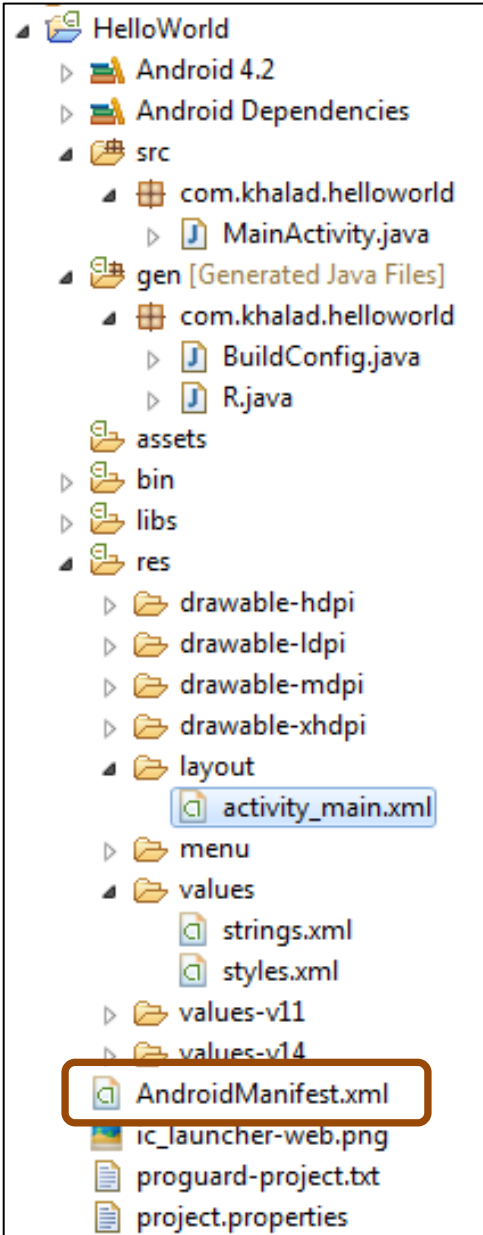 HelloWorld
Android 4.2
Android Dependencies
src
com.khalad.helloworld
MainActivity.java
gen [Generated Java Files]
com.khalad.helloworld
BuildConfig.java
R.java
assets
bin
libs
res
drawable-hdpi
drawable-ldpi
drawable-mdpi
drawable-xhdpi
layout
activity_main.xml
menu
values
strings.xml
styles.xml
values-v11
values-v14
AndroidManifest.xml
ic_launcher-web.png
proguard-project.txt
project.properties